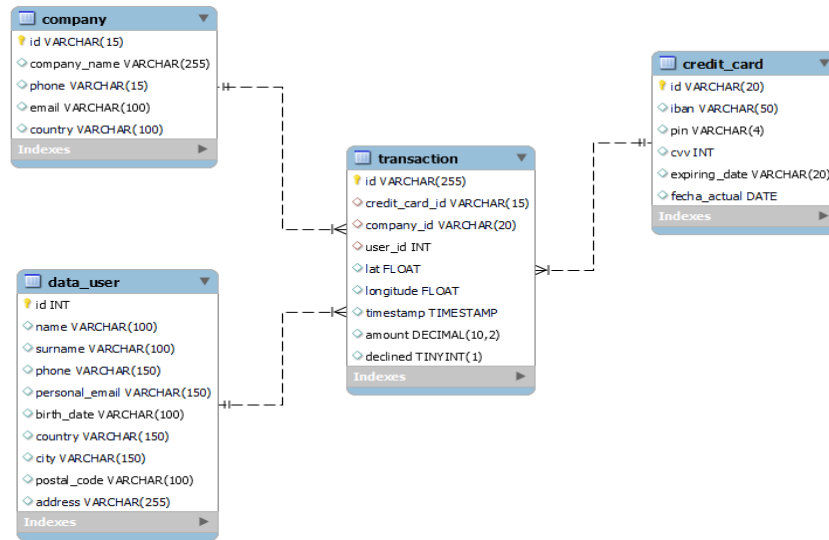 company
id VARCHAR(15)
company_name VARCHAR(255)
phone VARCHAR(15)
email VARCHAR(100)
country VARCHAR(100)
Indexes
data_user
id INT
name VARCHAR(100)
surname VARCHAR(100)
phone VARCHAR(150)
personal_email VARCHAR(150)
birth_date VARCHAR(100)
country VARCHAR(150)
city VARCHAR(150)
postal_code VARCHAR(100)
address VARCHAR(255)
Indexes
transaction
id VARCHAR(255)
credit_card_id VARCHAR(15)
company_id VARCHAR(20)
user_id INT
lat FLOAT
longitude FLOAT
timestamp TIMESTAMP
amount DECIMAL(10,2)
declined TINYINT(1)
Indexes
credit_card
id VARCHAR(20)
iban VARCHAR(50)
pin VARCHAR(4)
cvv INT
expiring_date VARCHAR(20)
fecha_actual DATE
Indexes